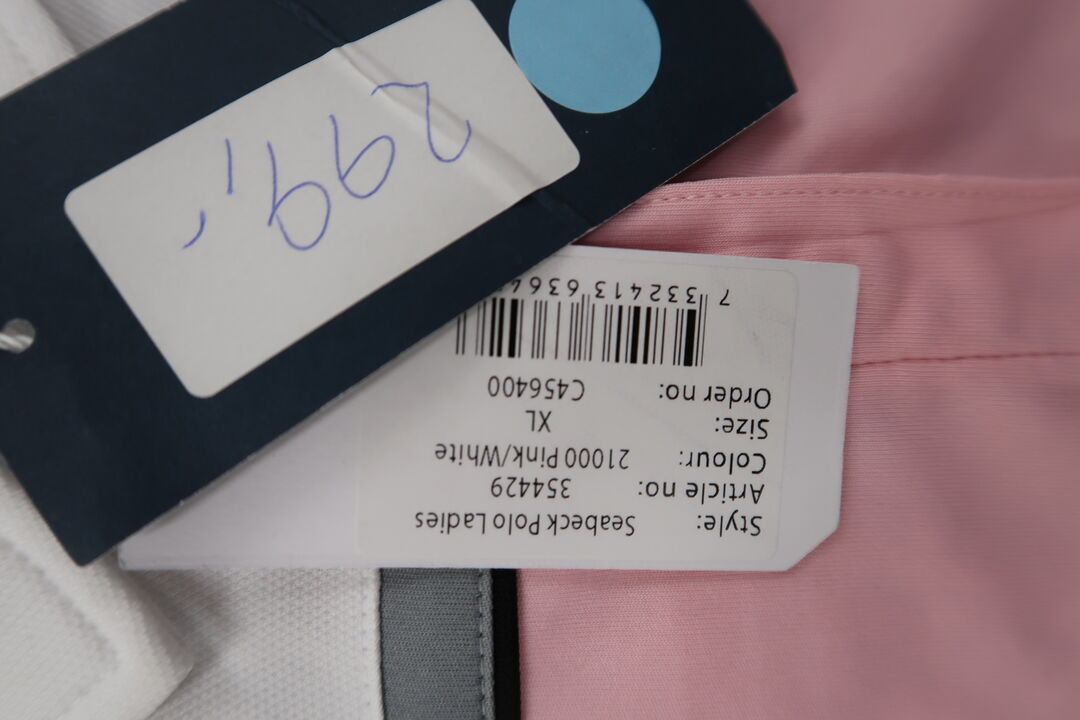 299,-
Style: Seabeck Polo Ladies
Article no: 354429
Colour: 21000 Pink/White
Size: XL
Order no: C456400
7 332413 636